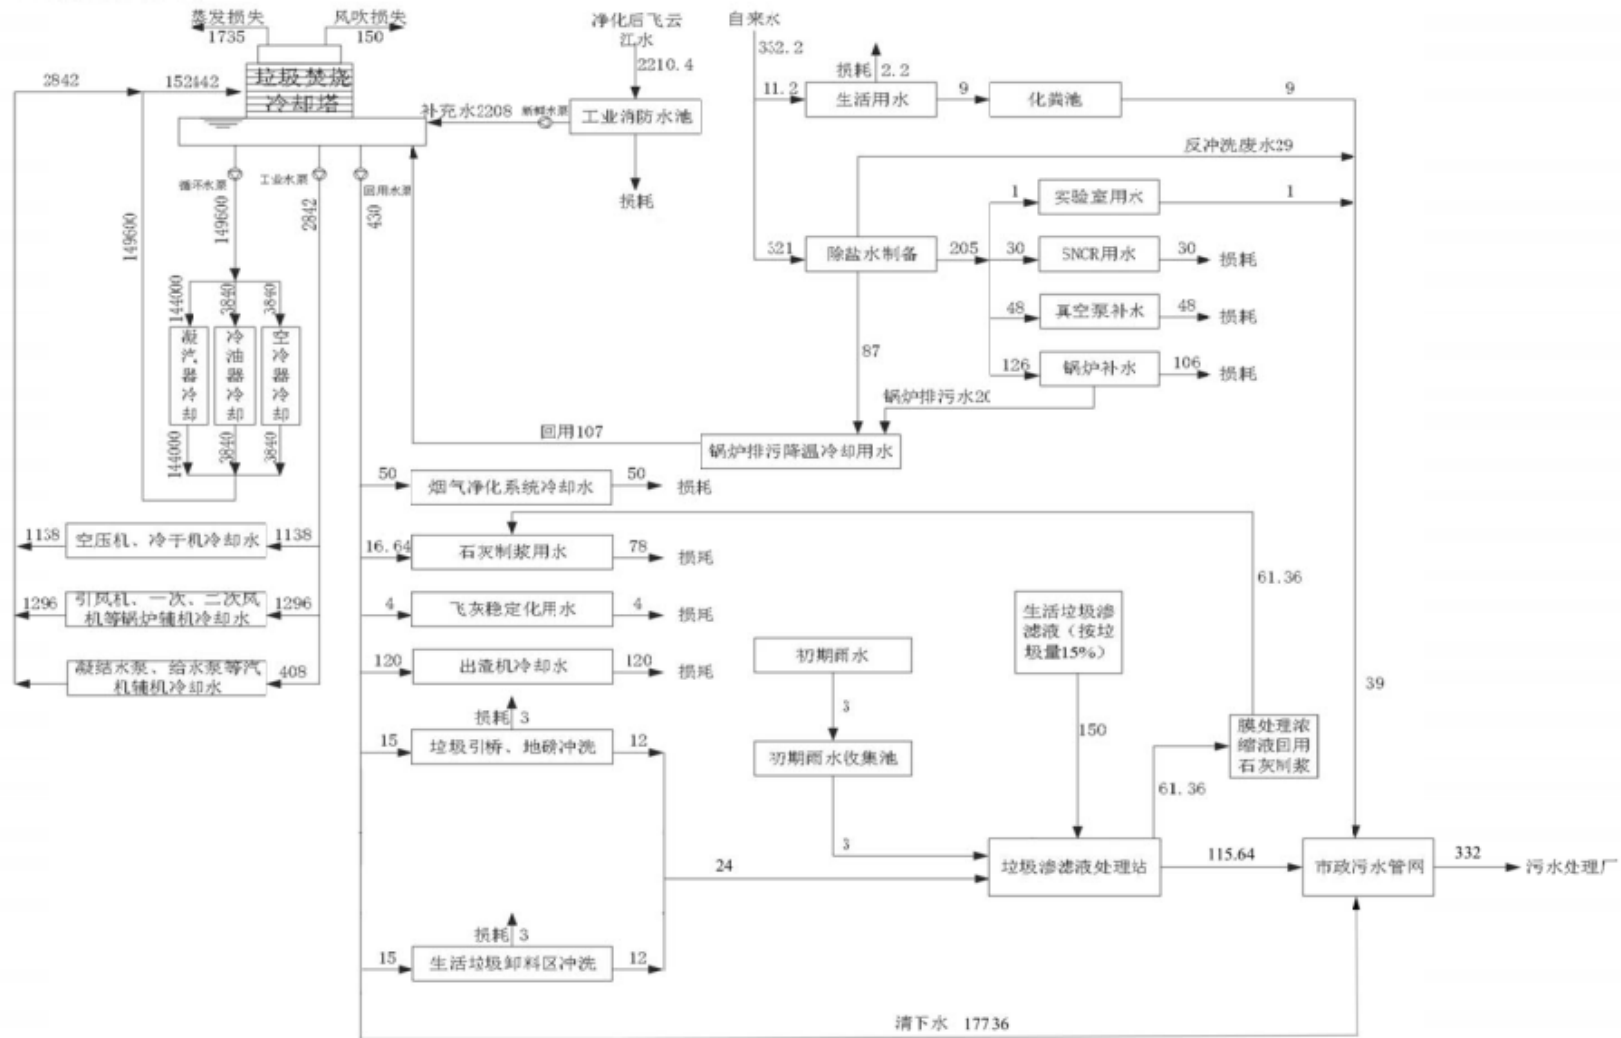 蒸发损失
1735
风吹损失
150
净化后飞云
江水
2210.4
自来水
332.2
2842
152442
垃圾焚烧
冷却塔
补充水2208
新鲜水泵
工业消防水池
损耗
11.2
生活用水
损耗 2.2
9
化粪池
9
反冲洗废水29
循环水泵
工业水泵
回用水泵
149600
149600
2842
430
1
实验室用水
1
321
除盐水制备
205
30
SNCR用水
30
损耗
48
真空泵补水
48
损耗
126
锅炉补水
106
损耗
87
锅炉排污水20
144000
3840
3840
凝汽器冷却
冷油器冷却
空冷器冷却
144000
3840
3840
回用107
锅炉排污降温冷却用水
50
烟气净化系统冷却水
50
损耗
1138
空压机、冷干机冷却水
1138
16.64
石灰制浆用水
78
损耗
61.36
1296
引风机、一次、二次风
机等锅炉辅机冷却水
1296
4
飞灰稳定化用水
4
损耗
凝结水泵、给水泵等汽
机辅机冷却水
408
120
出渣机冷却水
120
损耗
初期雨水
3
初期雨水收集池
3
生活垃圾渗
滤液（按垃
圾量15%）
150
39
膜处理浓
缩液回用
石灰制浆
61.36
损耗 3
15
垃圾引桥、地磅冲洗
12
24
垃圾渗滤液处理站
115.64
市政污水管网
332
污水处理厂
损耗 3
15
生活垃圾卸料区冲洗
12
清下水 17736